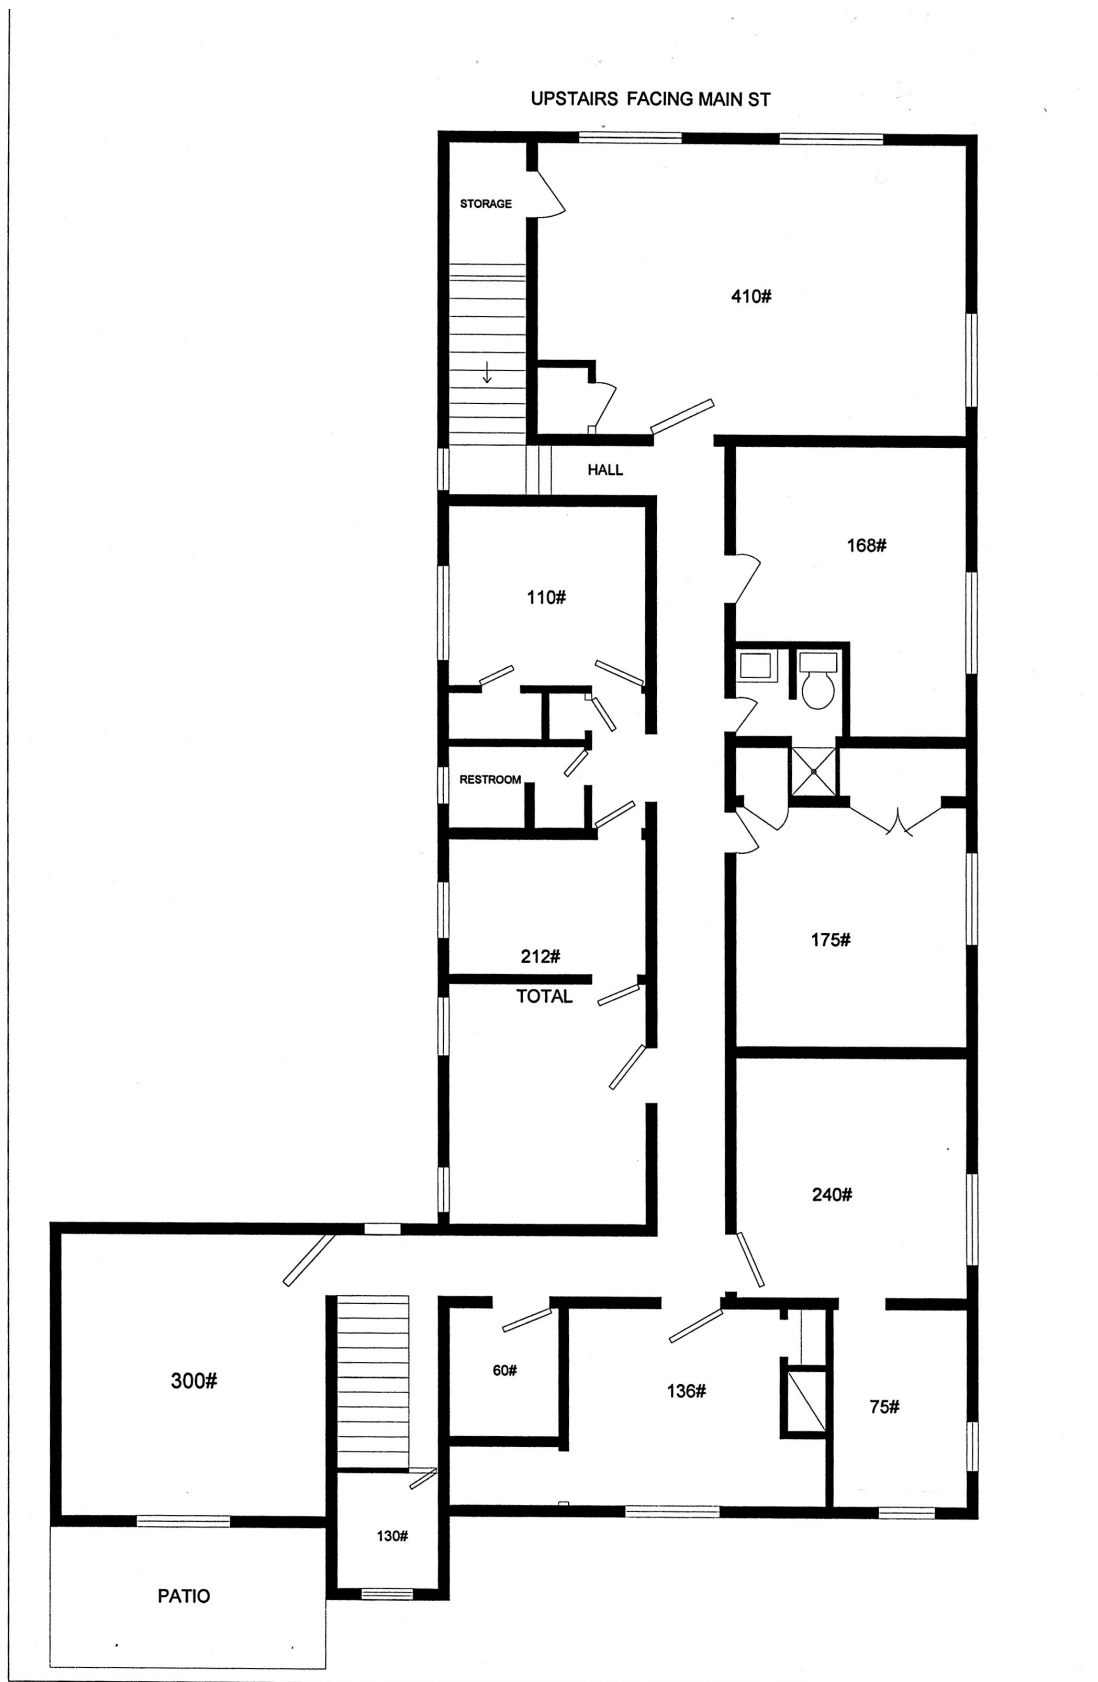 UPSTAIRS FACING MAIN ST
STORAGE
410#
HALL
168#
110#
RESTROOM
175#
212#
TOTAL
240#
300#
60#
136#
75#
130#
PATIO